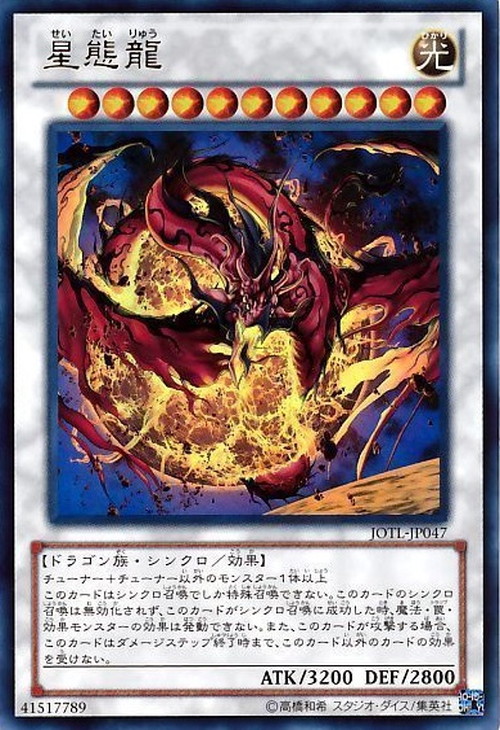 せい たい りゅう
星態龍
ひかり
光
JOTL-JP047
【ドラゴン族・シンクロ/効果】
チューナー+チューナー以外のモンスター1体以上
このカードはシンクロ召喚でしか特殊召喚できない。このカードのシンクロ
召喚は無効化されず、このカードがシンクロ召喚に成功した時、魔法・罠・
効果モンスターの効果は発動できない。また、このカードが攻撃する場合、
このカードはダメージステップ終了時まで、このカード以外のカードの効果
を受けない。
ATK/3200 DEF/2800
41517789 ©高橋和希 スタジオ・ダイス/集英社